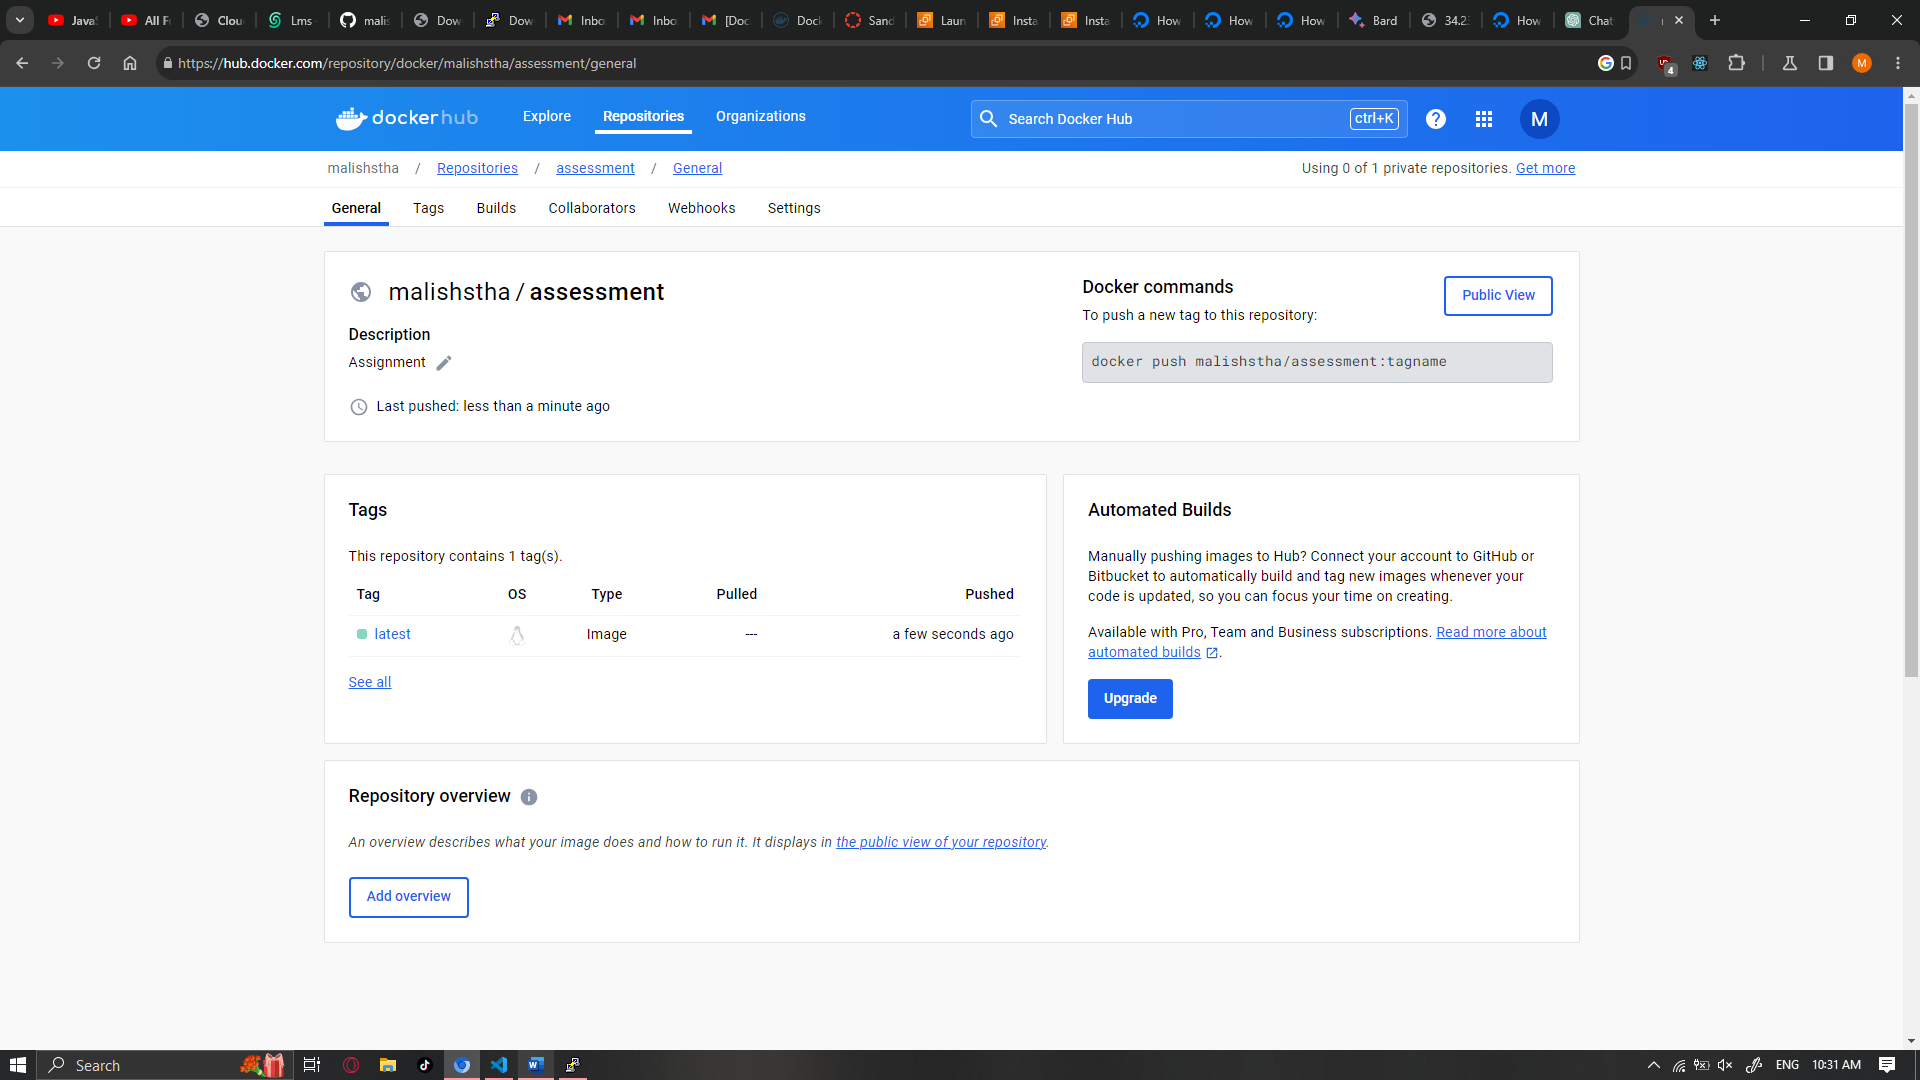 JavaS
All Fu
Clou
Lms
malis
Dow
Dow
Inbo
Inbo
[Doc
Dock
Sand
Laun
Insta
Insta
How
How
How
Bard
34.2
How
Chat
https://hub.docker.com/repository/docker/malishstha/assessment/general
4
M
docker hub
Explore
Repositories
Organizations
Search Docker Hub
ctrl+K
M
malishstha / Repositories / assessment / General
Using 0 of 1 private repositories. Get more
General
Tags
Builds
Collaborators
Webhooks
Settings
malishstha / assessment
Description
Assignment
Last pushed: less than a minute ago
Docker commands
Public View
To push a new tag to this repository:
docker push malishstha/assessment:tagname
Tags
This repository contains 1 tag(s).
Tag OS Type Pulled Pushed
latest Image --- a few seconds ago
See all
Automated Builds
Manually pushing images to Hub? Connect your account to GitHub or
Bitbucket to automatically build and tag new images whenever your
code is updated, so you can focus your time on creating.
Available with Pro, Team and Business subscriptions. Read more about
automated builds .
Upgrade
Repository overview
An overview describes what your image does and how to run it. It displays in the public view of your repository.
Add overview
Search
ENG
10:31 AM